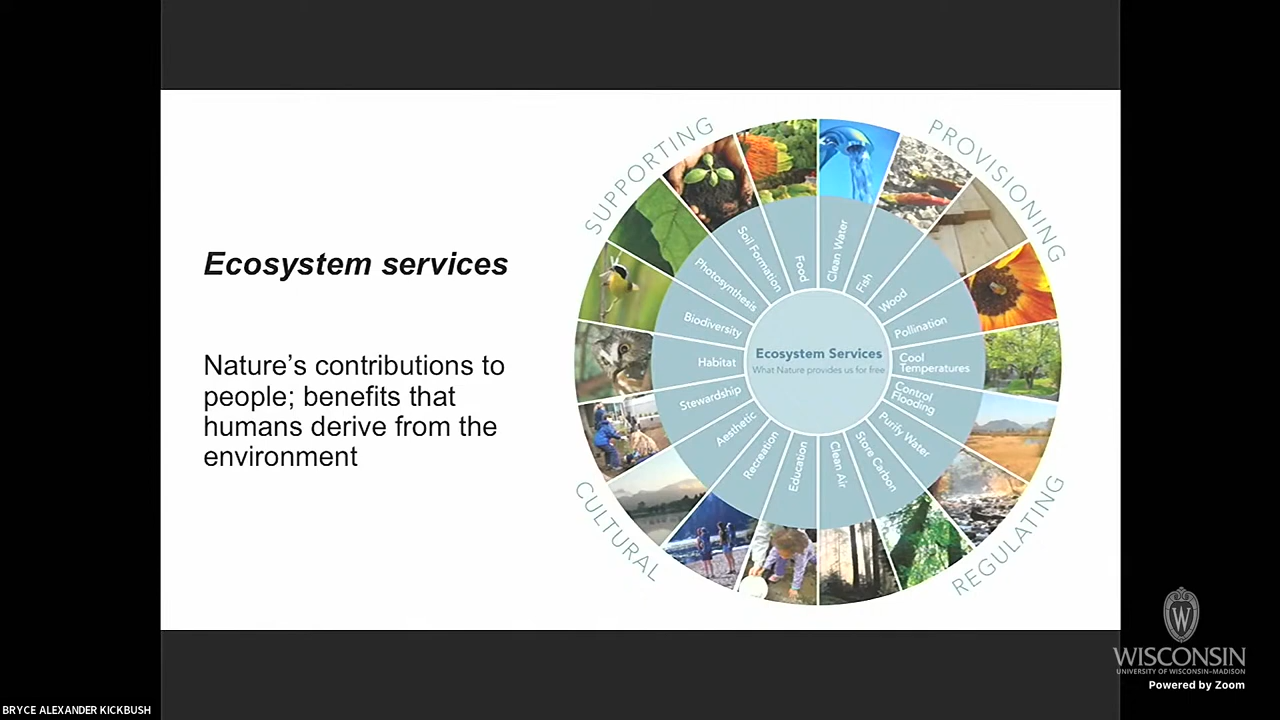 Ecosystem services
Nature’s contributions to
people; benefits that
humans derive from the
environment
SUPPORTING
PROVISIONING
REGULATING
CULTURAL
Ecosystem Services
What Nature provides us for free
Food
Clean Water
Fish
Wood
Pollination
Cool
Temperatures
Control
Flooding
Purify Water
Store Carbon
Clean Air
Education
Recreation
Aesthetic
Stewardship
Habitat
Biodiversity
Photosynthesis
Soil Formation
W
WISCONSIN
UNIVERSITY OF WISCONSIN–MADISON
Powered by Zoom
BRYCE ALEXANDER KICKBUSH